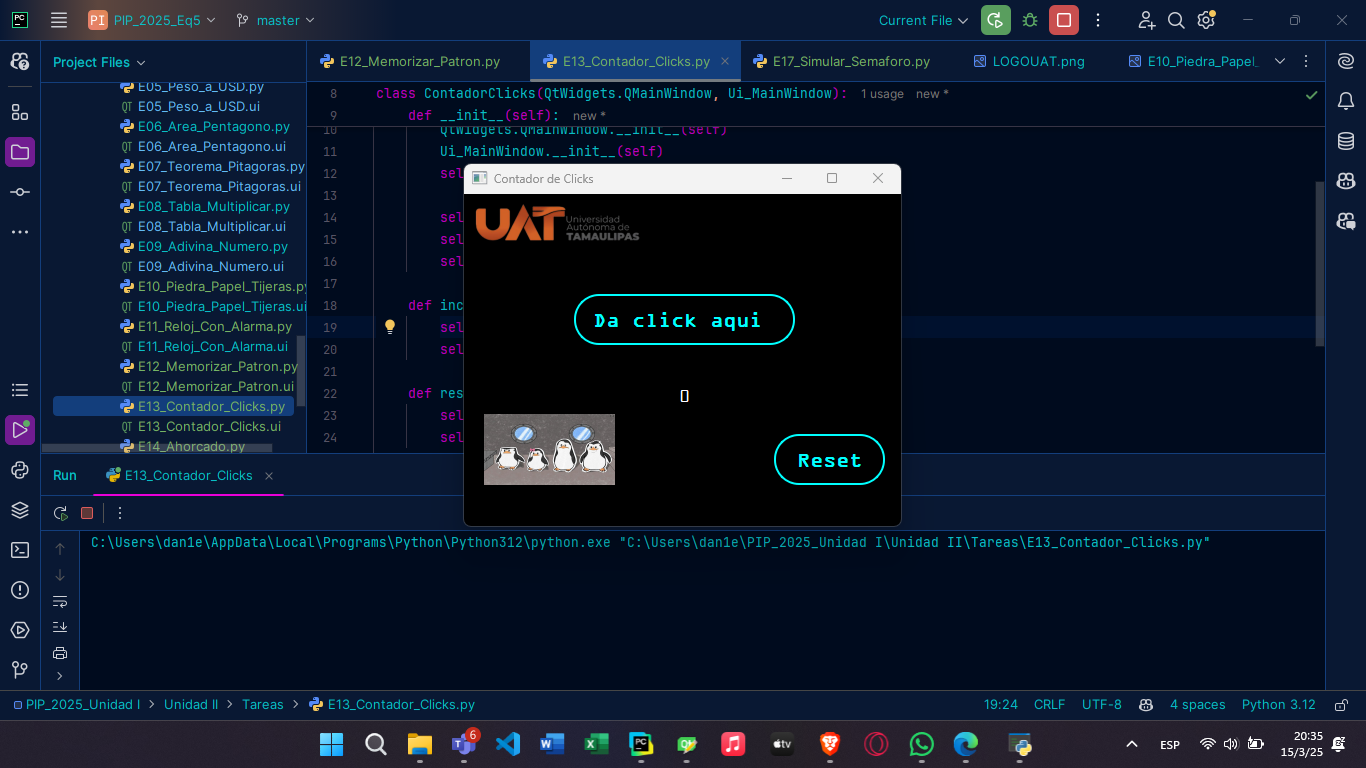 PC
PI PIP_2025_Eq5 master Current File
Project Files
E05_Peso_a_USD.py
E05_Peso_a_USD.ui
E06_Area_Pentagono.py
E06_Area_Pentagono.ui
E07_Teorema_Pitagoras.py
E07_Teorema_Pitagoras.ui
E08_Tabla_Multiplicar.py
E08_Tabla_Multiplicar.ui
E09_Adivina_Numero.py
E09_Adivina_Numero.ui
E10_Piedra_Papel_Tijeras.py
E10_Piedra_Papel_Tijeras.ui
E11_Reloj_Con_Alarma.py
E11_Reloj_Con_Alarma.ui
E12_Memorizar_Patron.py
E12_Memorizar_Patron.ui
E13_Contador_Clicks.py
E13_Contador_Clicks.ui
E14_Ahorcado.py
E12_Memorizar_Patron.py E13_Contador_Clicks.py E17_Simular_Semaforo.py LOGOUAT.png E10_Piedra_Papel_
8 class ContadorClicks(QtWidgets.QMainWindow, Ui_MainWindow): 1 usage new *
9 def __init__(self): new *
10 QtWidgets.QMainWindow.__init__(self)
11 Ui_MainWindow.__init__(self)
12 sel
13
14 sel
15 sel
16 sel
17
18 def inc
19 sel
20 sel
21
22 def res
23 sel
24 sel
Contador de Clicks
UAT Universidad
Autónoma de
TAMAULIPAS
Da click aqui
0
Reset
Run E13_Contador_Clicks
C:\Users\dan1e\AppData\Local\Programs\Python\Python312\python.exe "C:\Users\dan1e\PIP_2025_Unidad I\Unidad II\Tareas\E13_Contador_Clicks.py"
PIP_2025_Unidad I > Unidad II > Tareas > E13_Contador_Clicks.py 19:24 CRLF UTF-8 4 spaces Python 3.12
6
ESP
20:35
15/3/25